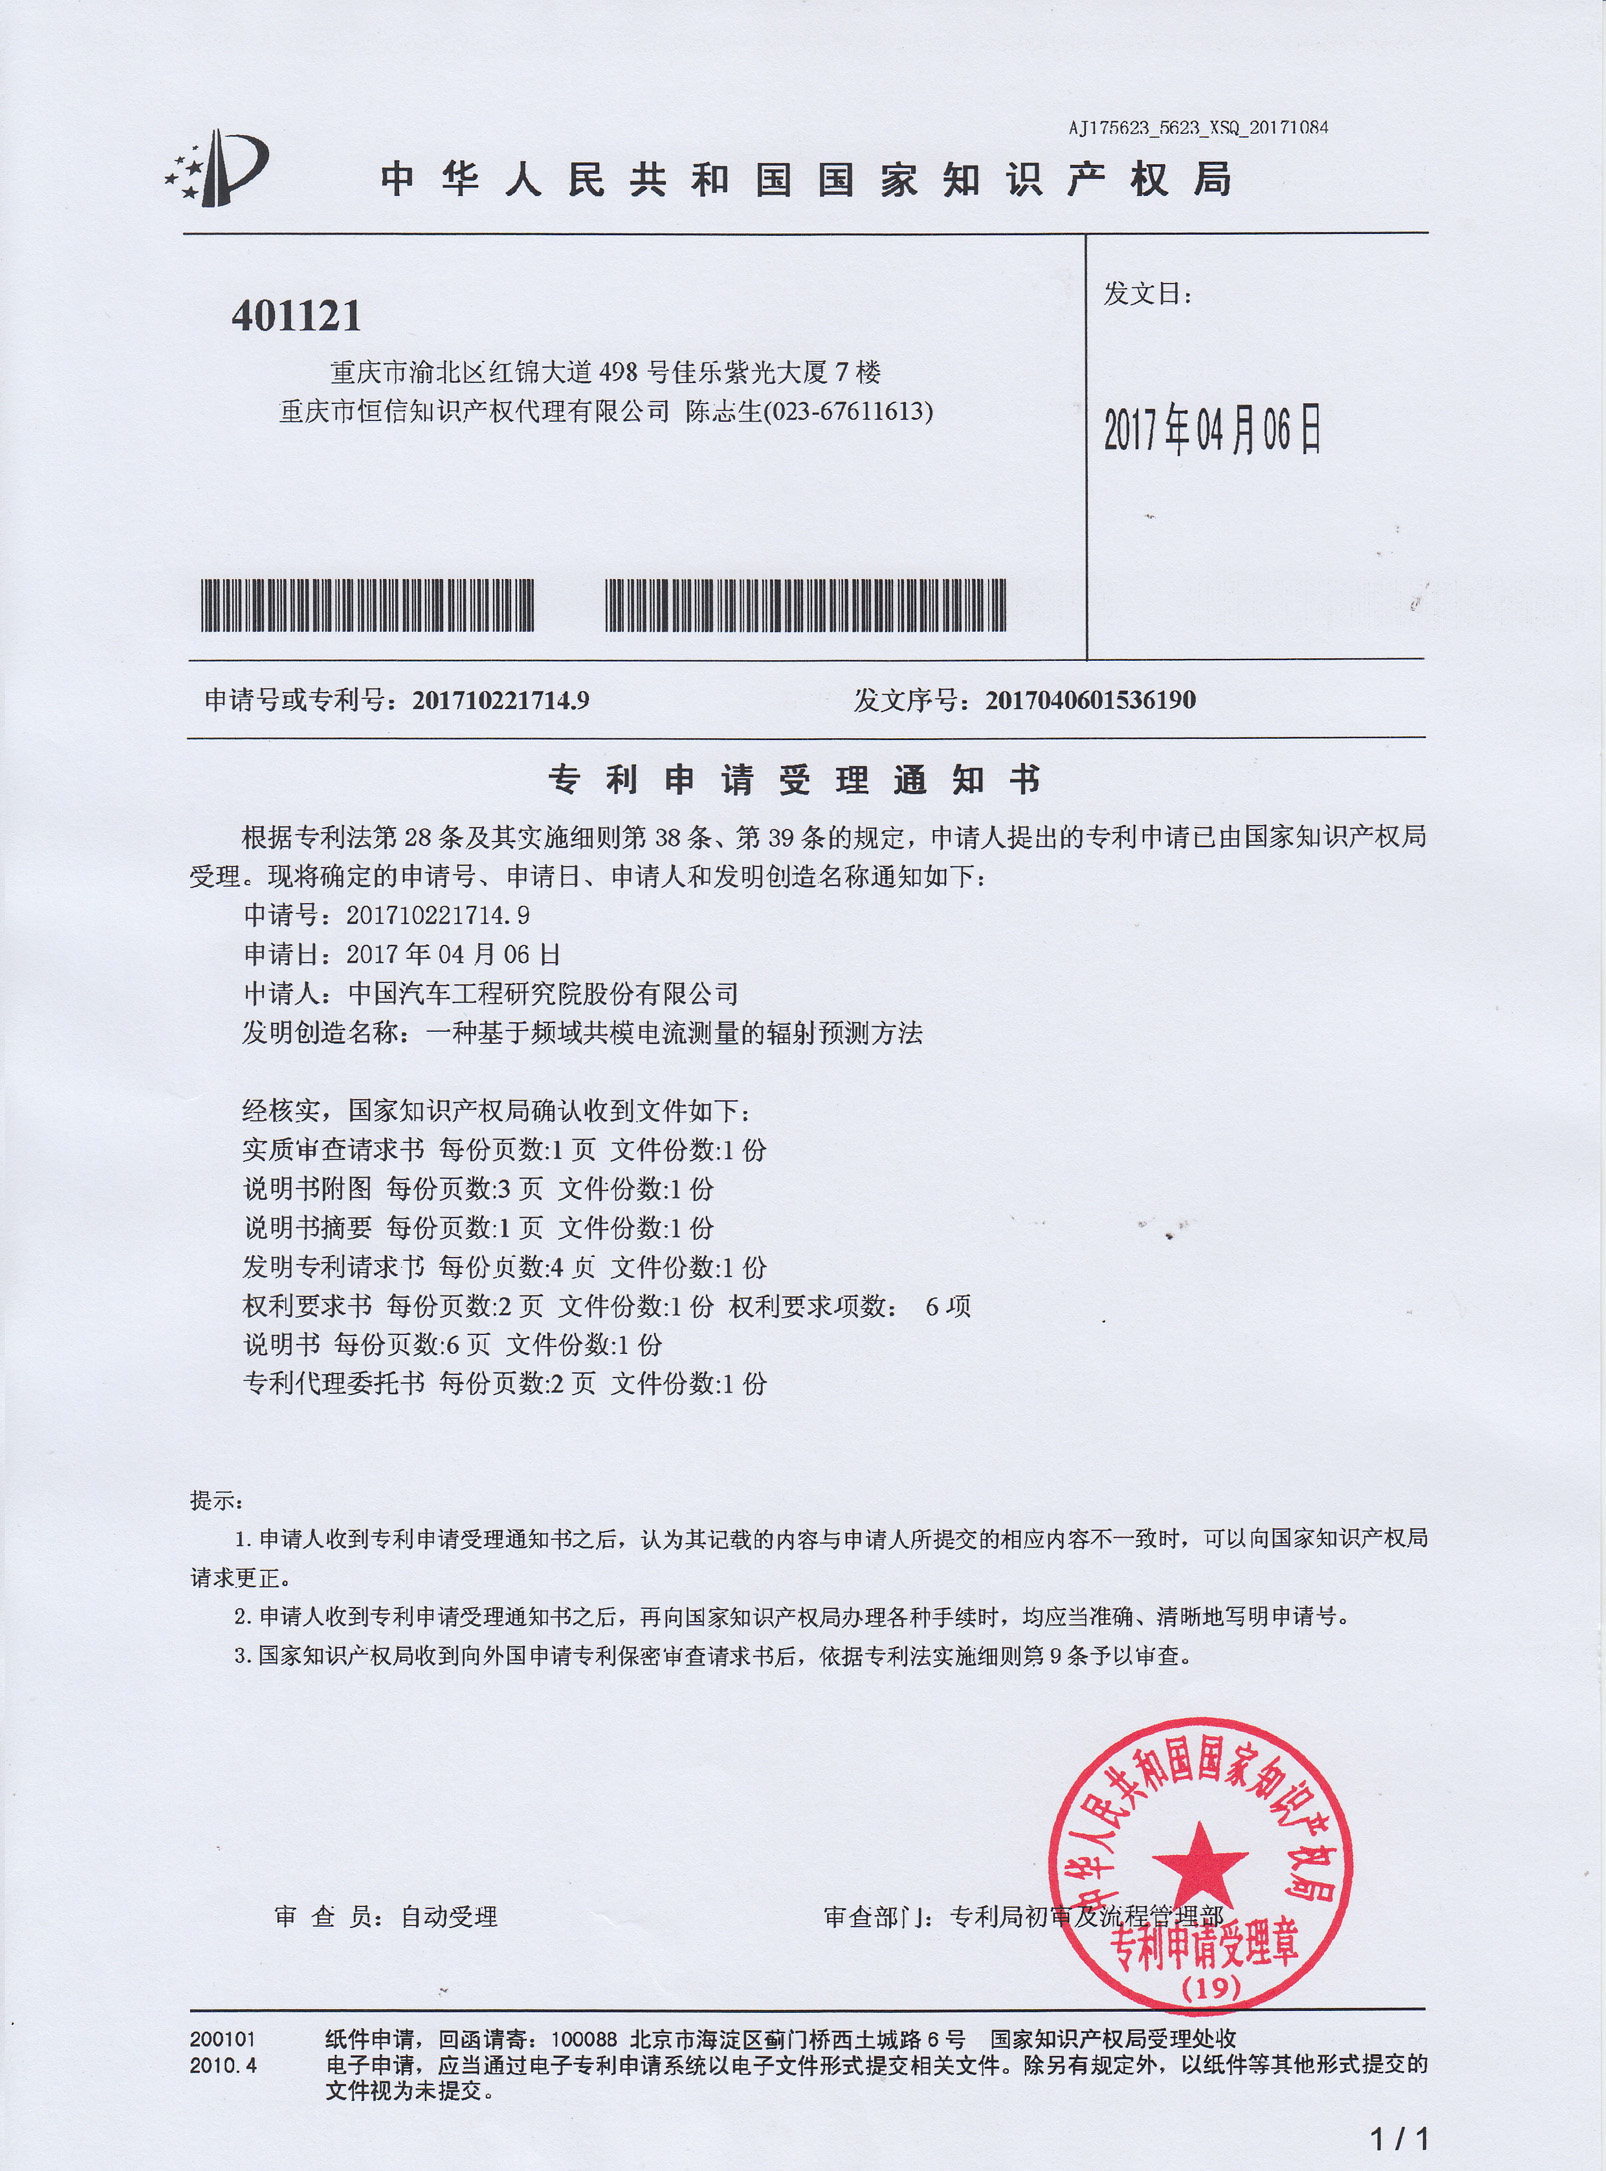 AJ175623_5623_XSQ_20171084
中华人民共和国国家知识产权局
401121
发文日：
重庆市渝北区红锦大道 498 号佳乐紫光大厦 7 楼
重庆市恒信知识产权代理有限公司 陈志生(023-67611613)
2017 年 04 月 06 日
申请号或专利号：201710221714.9 发文序号：2017040601536190
专利申请受理通知书
根据专利法第 28 条及其实施细则第 38 条、第 39 条的规定，申请人提出的专利申请已由国家知识产权局
受理。现将确定的申请号、申请日、申请人和发明创造名称通知如下：
申请号：201710221714.9
申请日：2017 年 04 月 06 日
申请人：中国汽车工程研究院股份有限公司
发明创造名称：一种基于频域共模电流测量的辐射预测方法
经核实，国家知识产权局确认收到文件如下：
实质审查请求书 每份页数:1 页 文件份数:1 份
说明书附图 每份页数:3 页 文件份数:1 份
说明书摘要 每份页数:1 页 文件份数:1 份
发明专利请求书 每份页数:4 页 文件份数:1 份
权利要求书 每份页数:2 页 文件份数:1 份 权利要求项数： 6 项
说明书 每份页数:6 页 文件份数:1 份
专利代理委托书 每份页数:2 页 文件份数:1 份
提示：
1. 申请人收到专利申请受理通知书之后，认为其记载的内容与申请人所提交的相应内容不一致时，可以向国家知识产权局
请求更正。
2. 申请人收到专利申请受理通知书之后，再向国家知识产权局办理各种手续时，均应当准确、清晰地写明申请号。
3. 国家知识产权局收到向外国申请专利保密审查请求书后，依据专利法实施细则第 9 条予以审查。
中华人民共和国国家知识产权局
审 查 员：自动受理 审查部门：专利局初审及流程管理部
专利申请受理章
(19)
200101 纸件申请，回函请寄：100088 北京市海淀区蓟门桥西土城路 6 号 国家知识产权局受理处收
2010.4 电子申请，应当通过电子专利申请系统以电子文件形式提交相关文件。除另有规定外，以纸件等其他形式提交的
文件视为未提交。
1 / 1